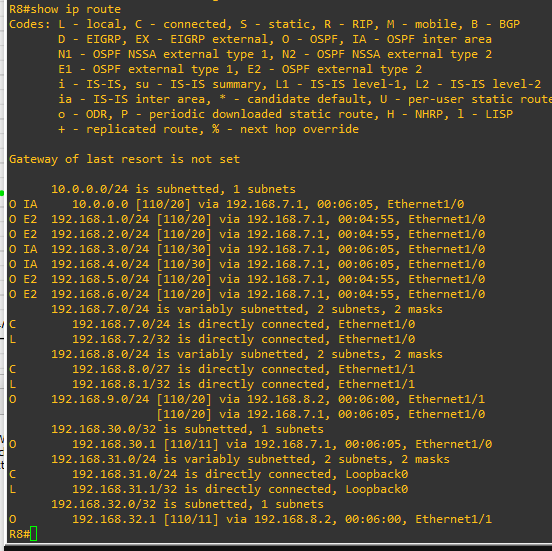 R8#show ip route
Codes: L - local, C - connected, S - static, R - RIP, M - mobile, B - BGP
D - EIGRP, EX - EIGRP external, O - OSPF, IA - OSPF inter area
N1 - OSPF NSSA external type 1, N2 - OSPF NSSA external type 2
E1 - OSPF external type 1, E2 - OSPF external type 2
i - IS-IS, su - IS-IS summary, L1 - IS-IS level-1, L2 - IS-IS level-2
ia - IS-IS inter area, * - candidate default, U - per-user static route
o - ODR, P - periodic downloaded static route, H - NHRP, l - LISP
+ - replicated route, % - next hop override
Gateway of last resort is not set
10.0.0.0/24 is subnetted, 1 subnets
O IA 10.0.0.0 [110/20] via 192.168.7.1, 00:06:05, Ethernet1/0
O E2 192.168.1.0/24 [110/20] via 192.168.7.1, 00:04:55, Ethernet1/0
O E2 192.168.2.0/24 [110/20] via 192.168.7.1, 00:04:55, Ethernet1/0
O IA 192.168.3.0/24 [110/30] via 192.168.7.1, 00:06:05, Ethernet1/0
O IA 192.168.4.0/24 [110/30] via 192.168.7.1, 00:06:05, Ethernet1/0
O E2 192.168.5.0/24 [110/20] via 192.168.7.1, 00:04:55, Ethernet1/0
O E2 192.168.6.0/24 [110/20] via 192.168.7.1, 00:04:55, Ethernet1/0
192.168.7.0/24 is variably subnetted, 2 subnets, 2 masks
C 192.168.7.0/24 is directly connected, Ethernet1/0
L 192.168.7.2/32 is directly connected, Ethernet1/0
192.168.8.0/24 is variably subnetted, 2 subnets, 2 masks
C 192.168.8.0/27 is directly connected, Ethernet1/1
L 192.168.8.1/32 is directly connected, Ethernet1/1
O 192.168.9.0/24 [110/20] via 192.168.8.2, 00:06:00, Ethernet1/1
[110/20] via 192.168.7.1, 00:06:05, Ethernet1/0
192.168.30.0/32 is subnetted, 1 subnets
O 192.168.30.1 [110/11] via 192.168.7.1, 00:06:05, Ethernet1/0
192.168.31.0/24 is variably subnetted, 2 subnets, 2 masks
C 192.168.31.0/24 is directly connected, Loopback0
L 192.168.31.1/32 is directly connected, Loopback0
192.168.32.0/32 is subnetted, 1 subnets
O 192.168.32.1 [110/11] via 192.168.8.2, 00:06:00, Ethernet1/1
R8#